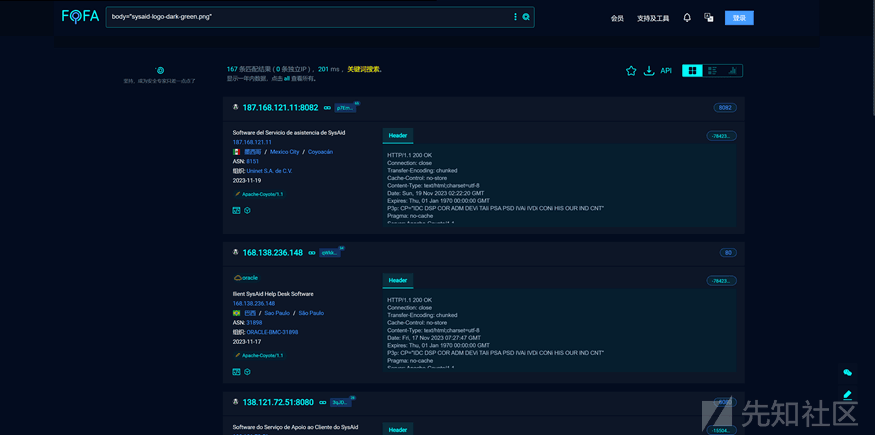 FOFA
body="sysaid-logo-dark-green.png"
会员
支持及工具
登录
167 条匹配结果 ( 0 条独立IP ) , 201 ms , 关键词搜索。
显示一年内数据，点击 all 查看所有。
API
187.168.121.11:8082
8082
Software del Servicio de asistencia de SysAid
187.168.121.11
墨西哥 / Mexico City / Coyoacán
ASN: 8151
组织: Uninet S.A. de C.V.
2023-11-19
Apache-Coyote/1.1
Header
HTTP/1.1 200 OK
Connection: close
Transfer-Encoding: chunked
Cache-Control: no-store
Content-Type: text/html;charset=utf-8
Date: Sun, 19 Nov 2023 02:22:20 GMT
Expires: Thu, 01 Jan 1970 00:00:00 GMT
P3p: CP="IDC DSP COR ADM DEVi TAIi PSA PSD IVAi IVDi CONi HIS OUR IND CNT"
Pragma: no-cache
Server: Apache-Coyote/1.1
168.138.236.148
80
oracle
Ilient SysAid Help Desk Software
168.138.236.148
巴西 / Sao Paulo / São Paulo
ASN: 31898
组织: ORACLE-BMC-31898
2023-11-17
Apache-Coyote/1.1
Header
HTTP/1.1 200 OK
Connection: close
Transfer-Encoding: chunked
Cache-Control: no-store
Content-Type: text/html;charset=utf-8
Date: Fri, 17 Nov 2023 07:27:47 GMT
Expires: Thu, 01 Jan 1970 00:00:00 GMT
P3p: CP="IDC DSP COR ADM DEVi TAIi PSA PSD IVAi IVDi CONi HIS OUR IND CNT"
Pragma: no-cache
138.121.72.51:8080
Software do Serviço de Apoio ao Cliente do SysAid
Header
先知社区